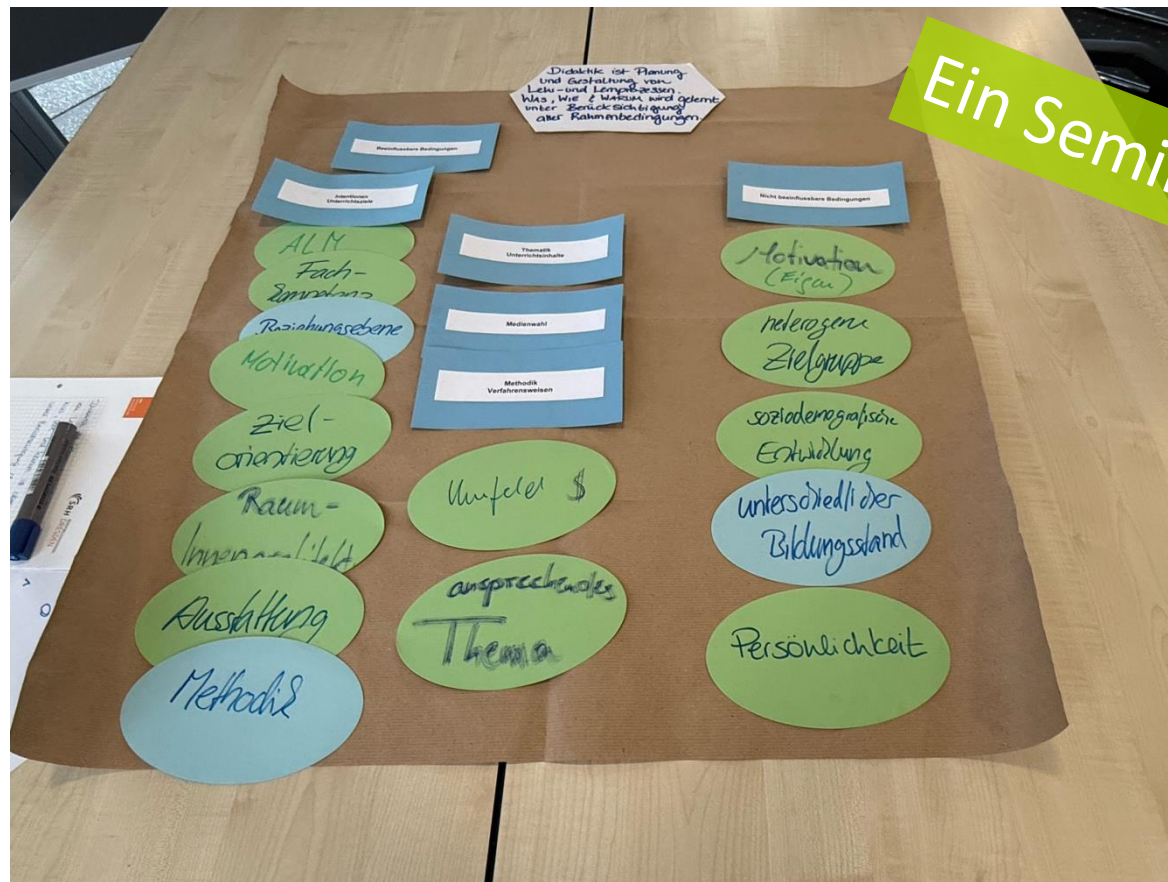 Didaktik ist Planung
und Gestaltung von
Lehr- und Lernprozessen.
Was, Wie & Warum wird gelernt
unter Berücksichtigung
aller Rahmenbedingungen.
Ein Semi
Beeinflussbare Bedingungen
Intentionen
Unterrichtsziele
ALM
Fach-
kompetenz
Beziehungsebene
Motivation
Ziel-
orientierung
Raum-
Ausstattung
Methodik
Thematik
Unterrichtsinhalte
Medienwahl
Methodik
Verfahrensweisen
Umfeld $
ansprechendes
Thema
Nicht beeinflussbare Bedingungen
Motivation
(Eigen)
heterogene
Zielgruppe
soziodemografische
Entwicklung
unterschiedlicher
Bildungsstand
Persönlichkeit
SRH
DRESDEN